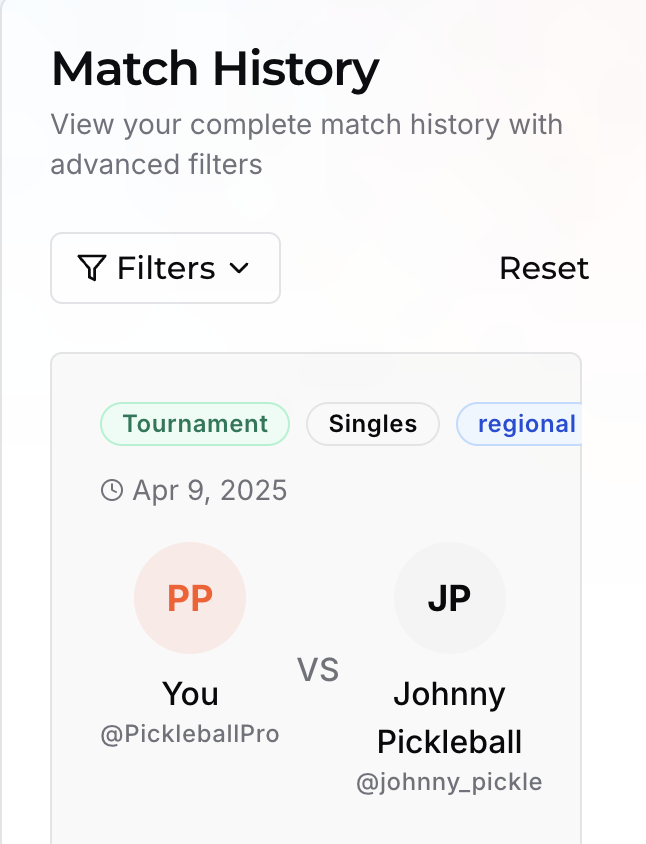 Match History
View your complete match history with
advanced filters
Filters
Reset
Tournament
Singles
regional
Apr 9, 2025
PP
JP
VS
You
Johnny
Pickleball
@PickleballPro
@johnny_pickle